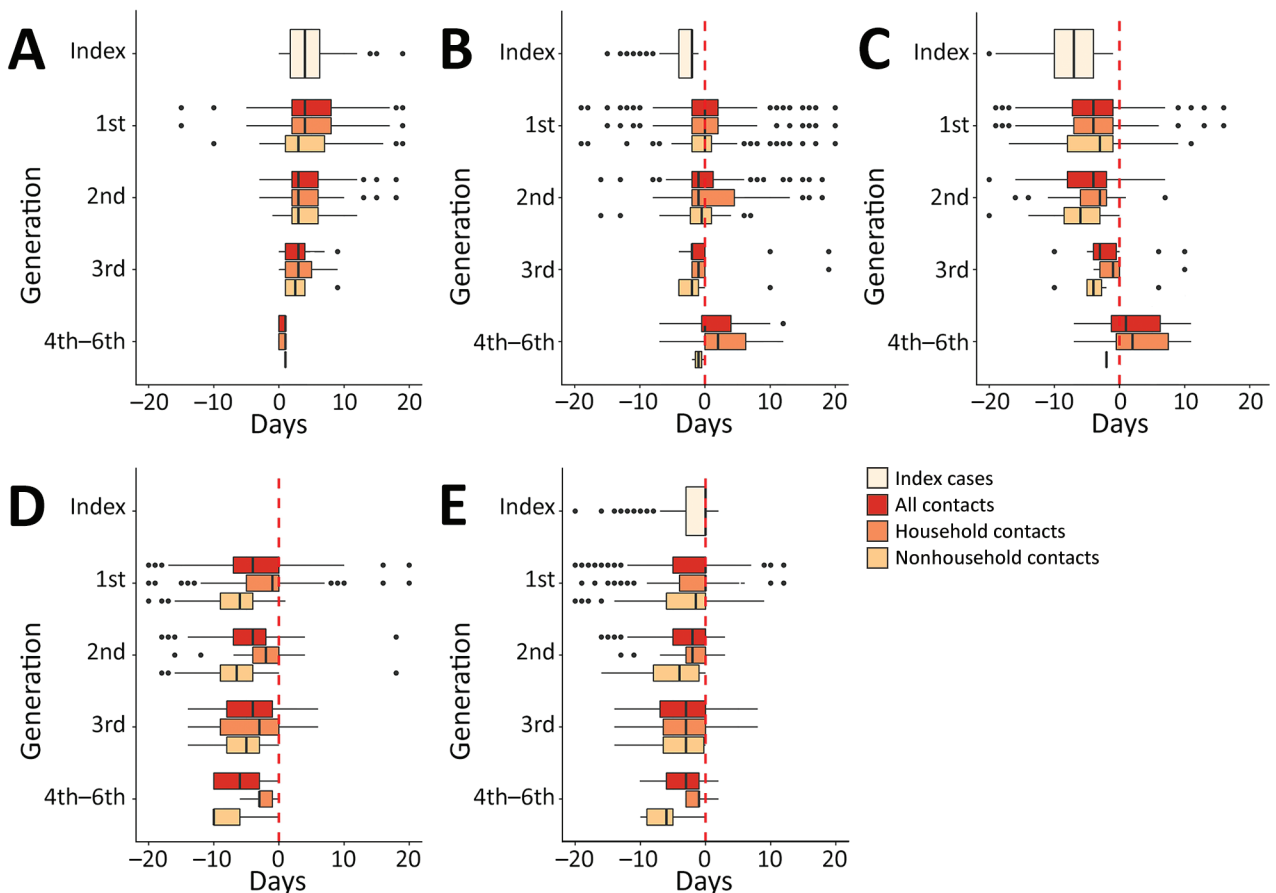 A
Index
1st
2nd
3rd
4th–6th
Generation
–20 –10 0 10 20
Days
B
Index
1st
2nd
3rd
4th–6th
Generation
–20 –10 0 10 20
Days
C
Index
1st
2nd
3rd
4th–6th
Generation
–20 –10 0 10 20
Days
D
Index
1st
2nd
3rd
4th–6th
Generation
–20 –10 0 10 20
Days
E
Index
1st
2nd
3rd
4th–6th
Generation
–20 –10 0 10 20
Days
Index cases
All contacts
Household contacts
Nonhousehold contacts